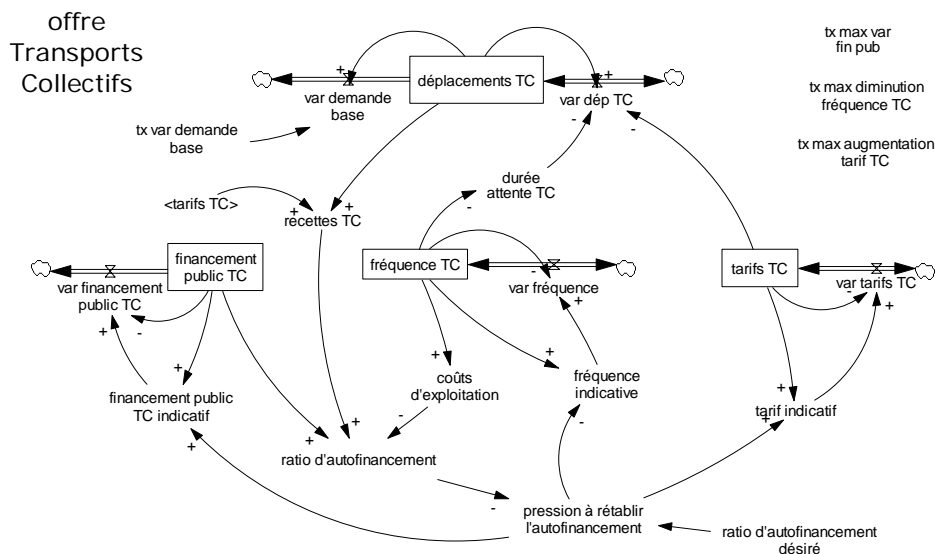 offre
Transports
Collectifs
tx max var
fin pub
tx max diminution
fréquence TC
tx max augmentation
tarif TC
déplacements TC
var demande
base
var dép TC
tx var demande
base
durée
attente TC
<tarifs TC>
recettes TC
financement
public TC
fréquence TC
tarifs TC
var financement
public TC
var fréquence
var tarifs TC
financement public
TC indicatif
coûts
d'exploitation
fréquence
indicative
tarif indicatif
ratio d'autofinancement
pression à rétablir
l'autofinancement
ratio d'autofinancement
désiré